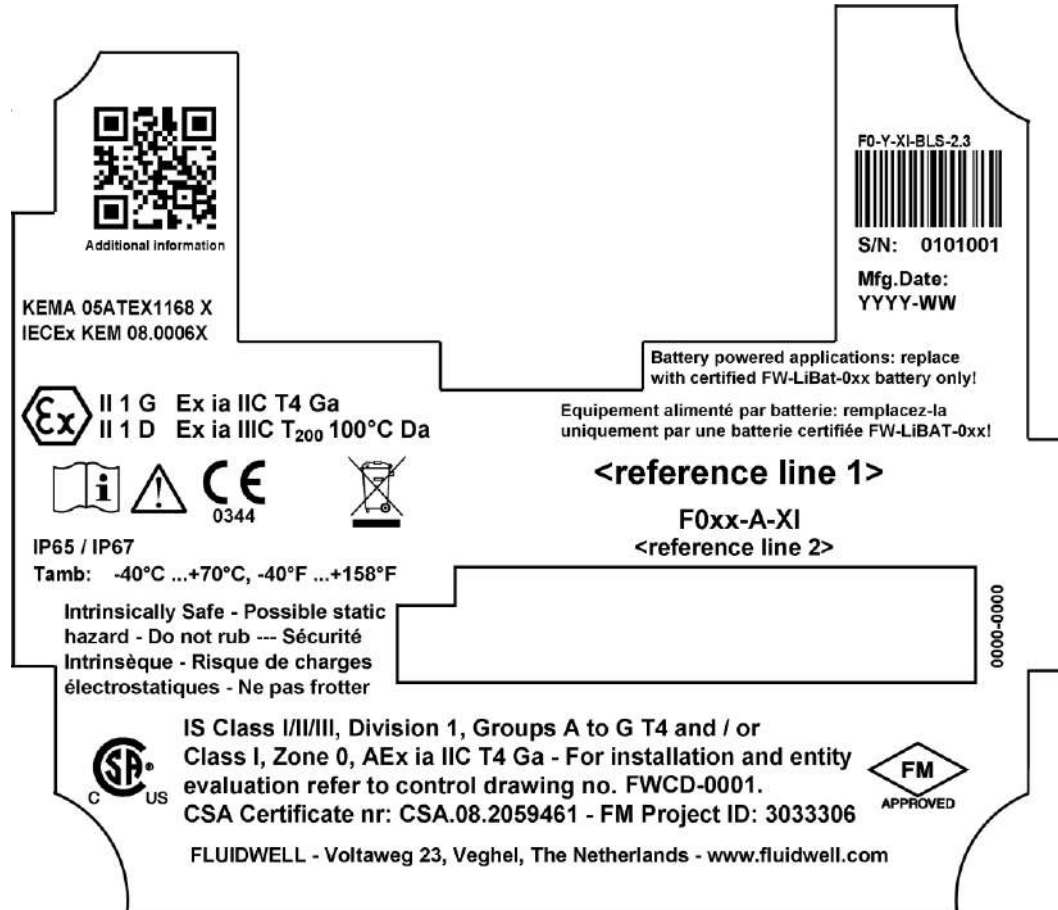 Additional information
F0-Y-XI-BLS-2.3
S/N: 0101001
Mfg.Date:
YYYY-WW
KEMA 05ATEX1168 X
IECEx KEM 08.0006X
Battery powered applications: replace
with certified FW-LiBat-0xx battery only!
Equipement alimenté par batterie: remplacez-la
uniquement par une batterie certifiée FW-LiBAT-0xx!
Ex
II 1 G Ex ia IIC T4 Ga
II 1 D Ex ia IIIC T200 100°C Da
i
CE
0344
<reference line 1>
F0xx-A-XI
<reference line 2>
IP65 / IP67
Tamb: -40°C ...+70°C, -40°F ...+158°F
0000-0000
Intrinsically Safe - Possible static
hazard - Do not rub --- Sécurité
Intrinsèque - Risque de charges
électrostatiques - Ne pas frotter
C SA ® US
IS Class I/II/III, Division 1, Groups A to G T4 and / or
Class I, Zone 0, AEx ia IIC T4 Ga - For installation and entity
evaluation refer to control drawing no. FWCD-0001.
CSA Certificate nr: CSA.08.2059461 - FM Project ID: 3033306
FM
APPROVED
FLUIDWELL - Voltaweg 23, Veghel, The Netherlands - www.fluidwell.com